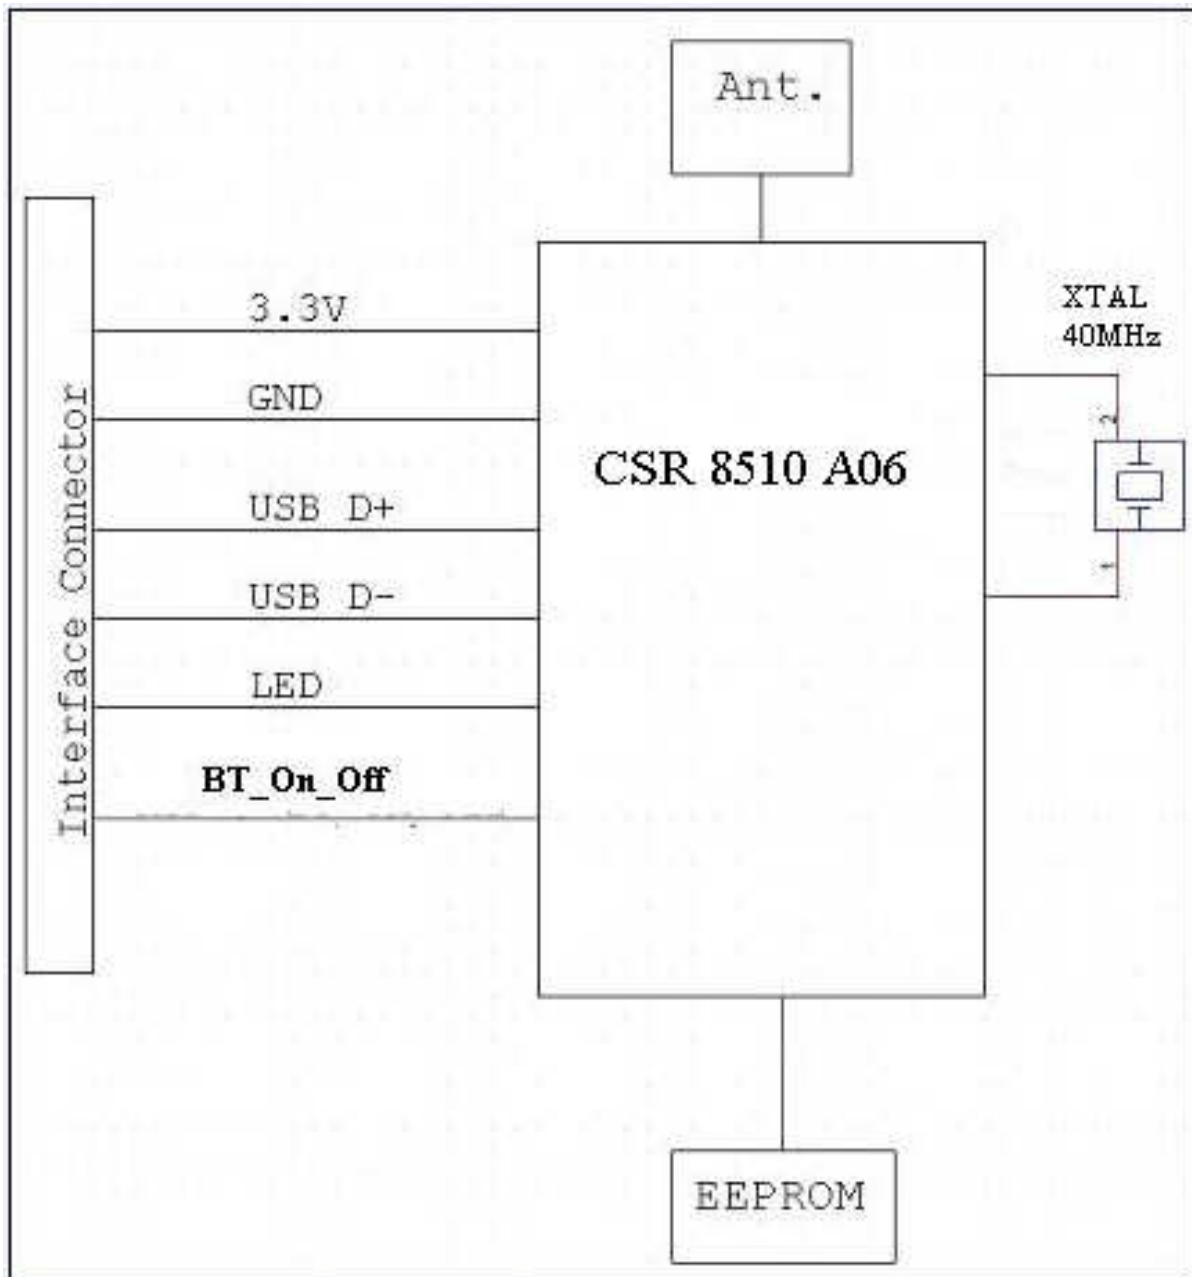 Ant.
XTAL
40MHz
3.3V
GND
2
CSR 8510 A06
USB D+
1
USB D-
LED
BT_On_Off
Interface Connector
EEPROM